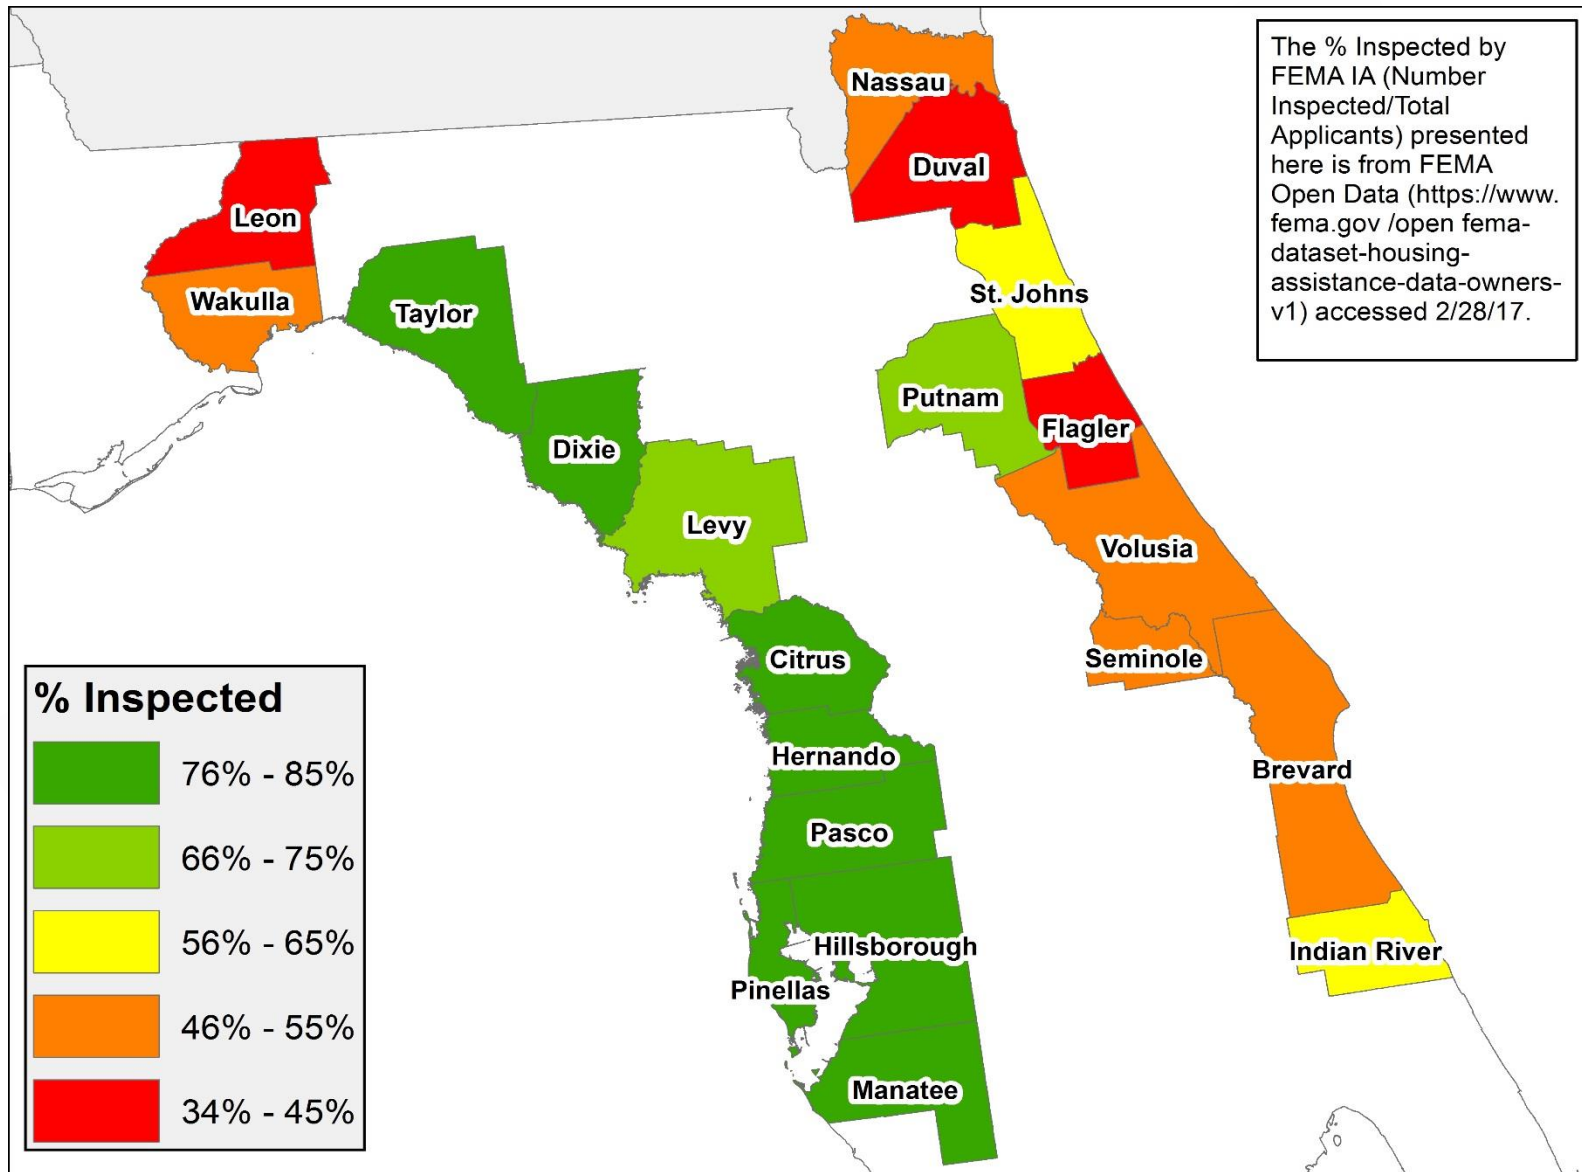 The % Inspected by
FEMA IA (Number
Inspected/Total
Applicants) presented
here is from FEMA
Open Data (https://www.
fema.gov /open fema-
dataset-housing-
assistance-data-owners-
v1) accessed 2/28/17.
Nassau
Duval
Leon
Wakulla
Taylor
St. Johns
Putnam
Flagler
Dixie
Levy
Volusia
Citrus
Seminole
Hernando
Brevard
Pasco
Hillsborough
Indian River
Pinellas
Manatee
% Inspected
76% - 85%
66% - 75%
56% - 65%
46% - 55%
34% - 45%